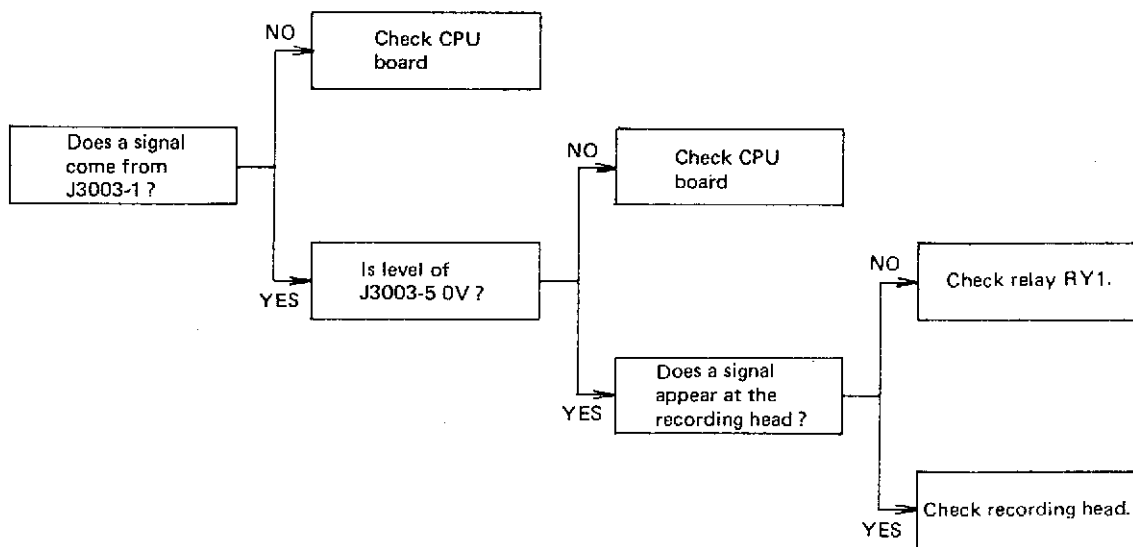 NO
Check CPU
board
Does a signal
come from
J3003-1 ?
NO
Check CPU
board
YES
Is level of
J3003-5 0V ?
NO
Check relay RY1.
YES
Does a signal
appear at the
recording head ?
YES
Check recording head.